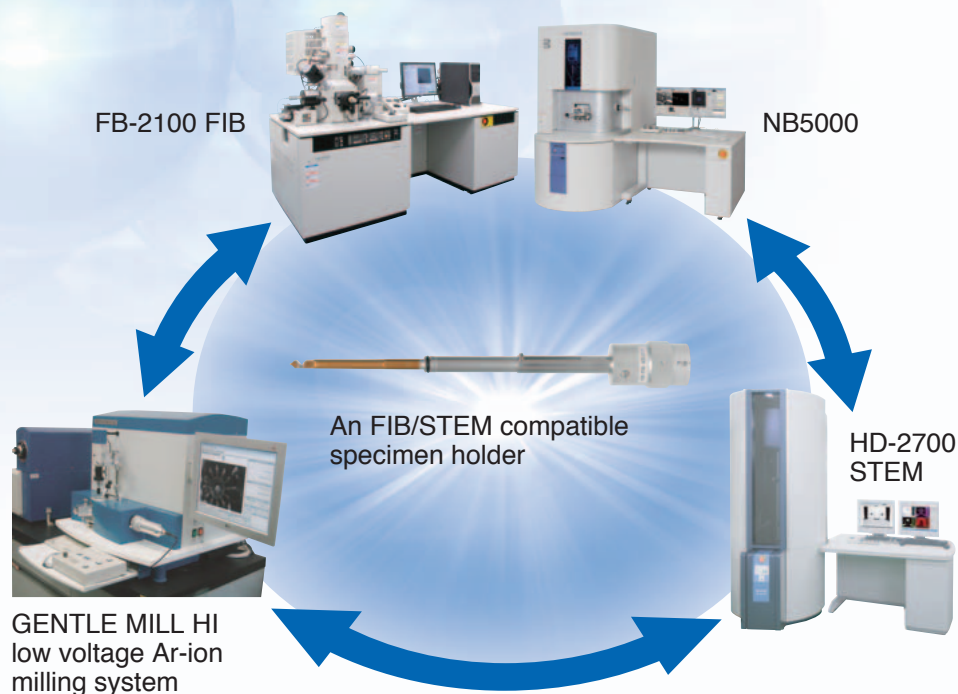 FB-2100 FIB
NB5000
An FIB/STEM compatible
specimen holder
HD-2700
STEM
GENTLE MILL HI
low voltage Ar-ion
milling system